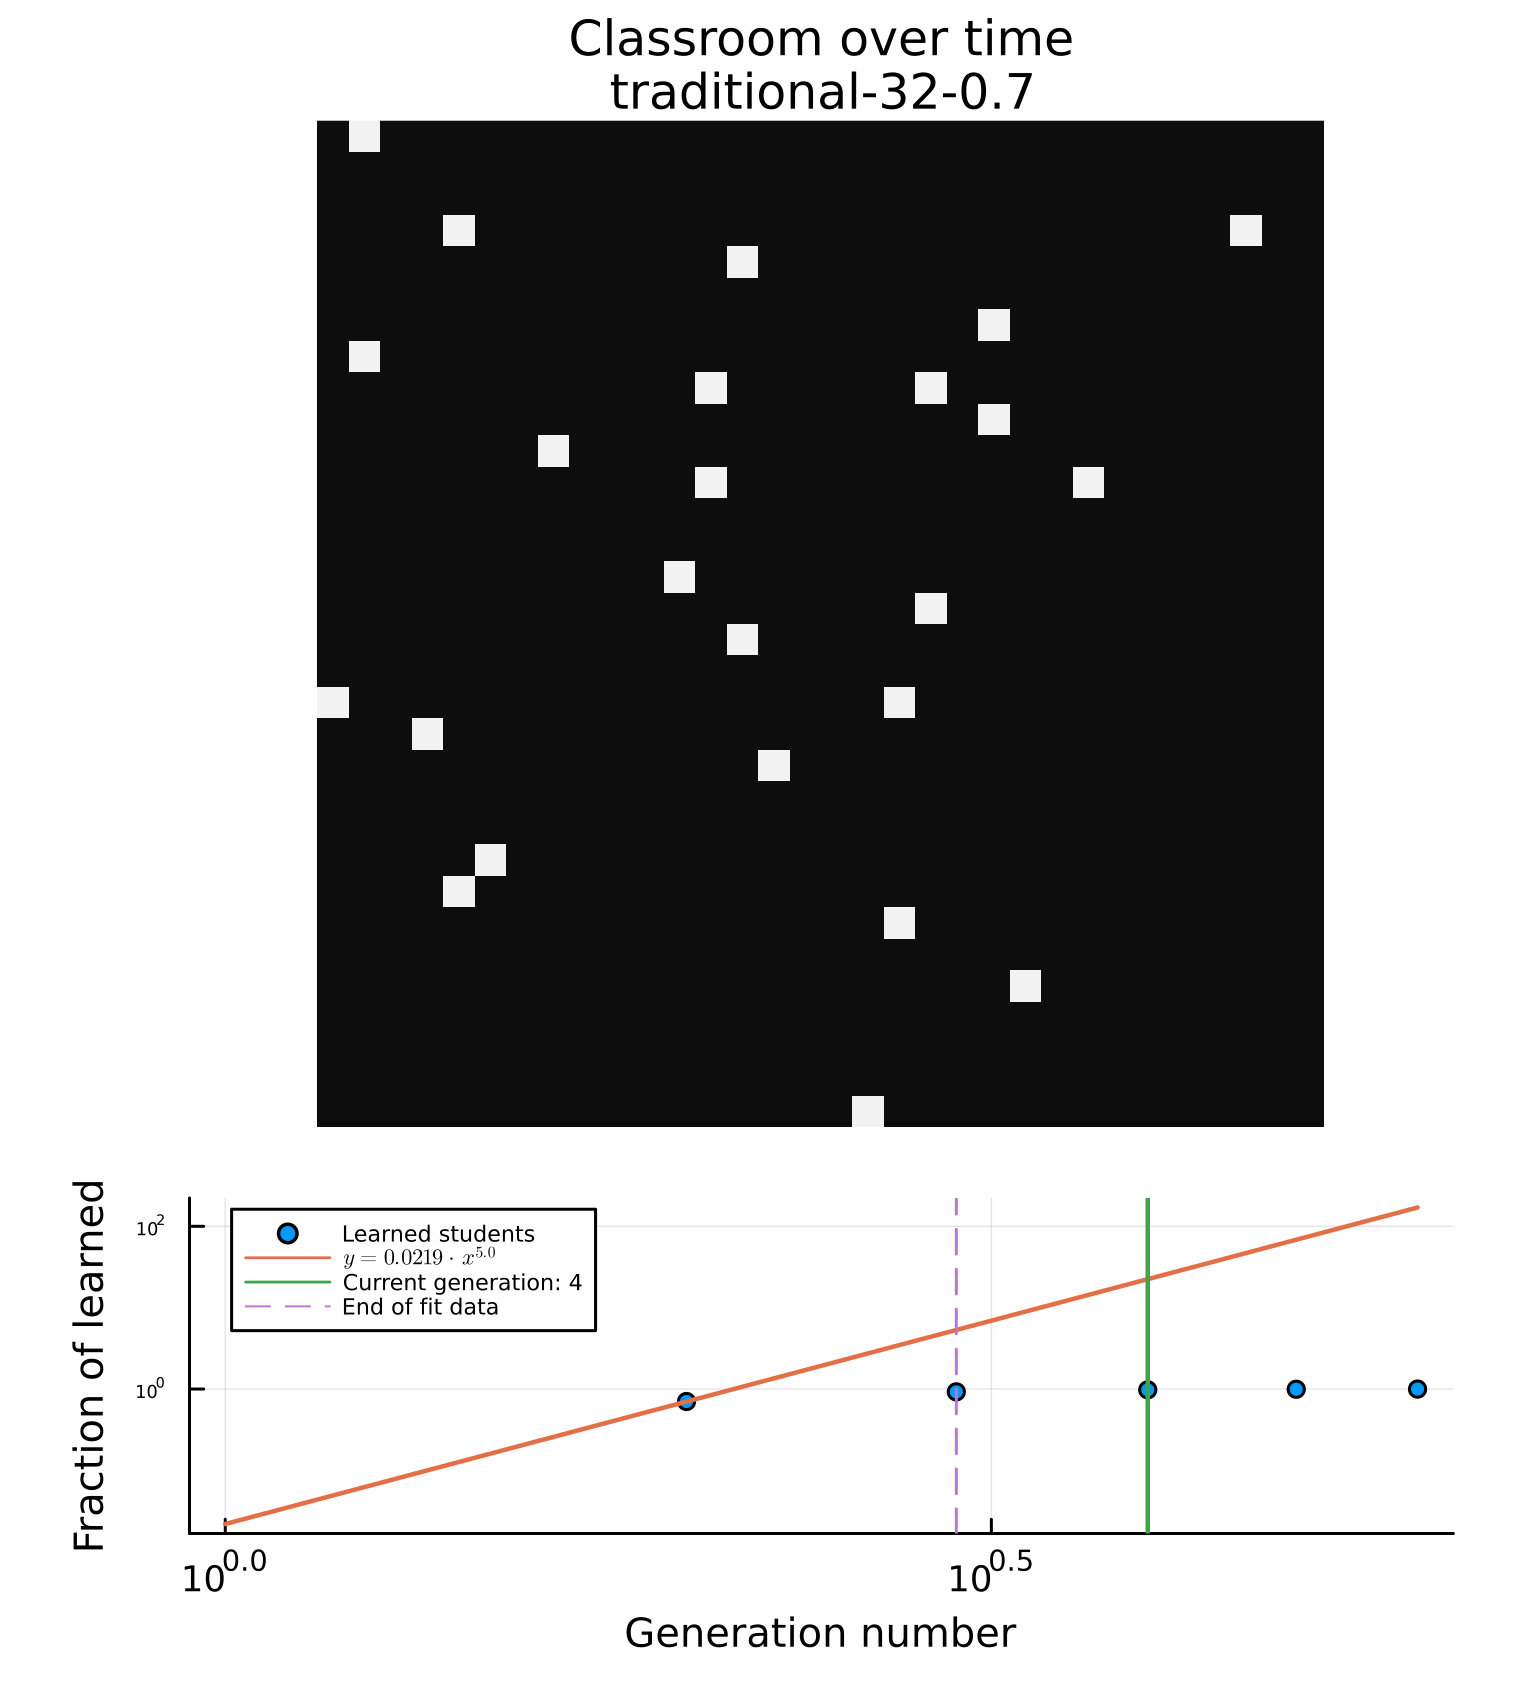 Classroom over time
traditional-32-0.7
Fraction of learned
10^2
10^0
Learned students
y = 0.0219 · x^5.0
Current generation: 4
End of fit data
10^0.0
10^0.5
Generation number